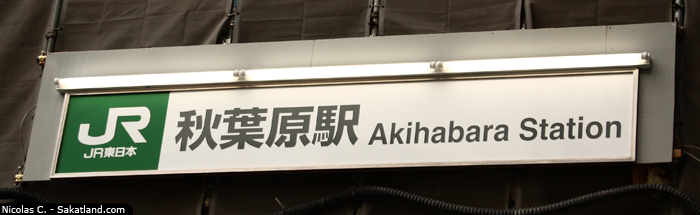 JR
JR東日本
秋葉原駅 Akihabara Station
Nicolas C. - Sakatland.com